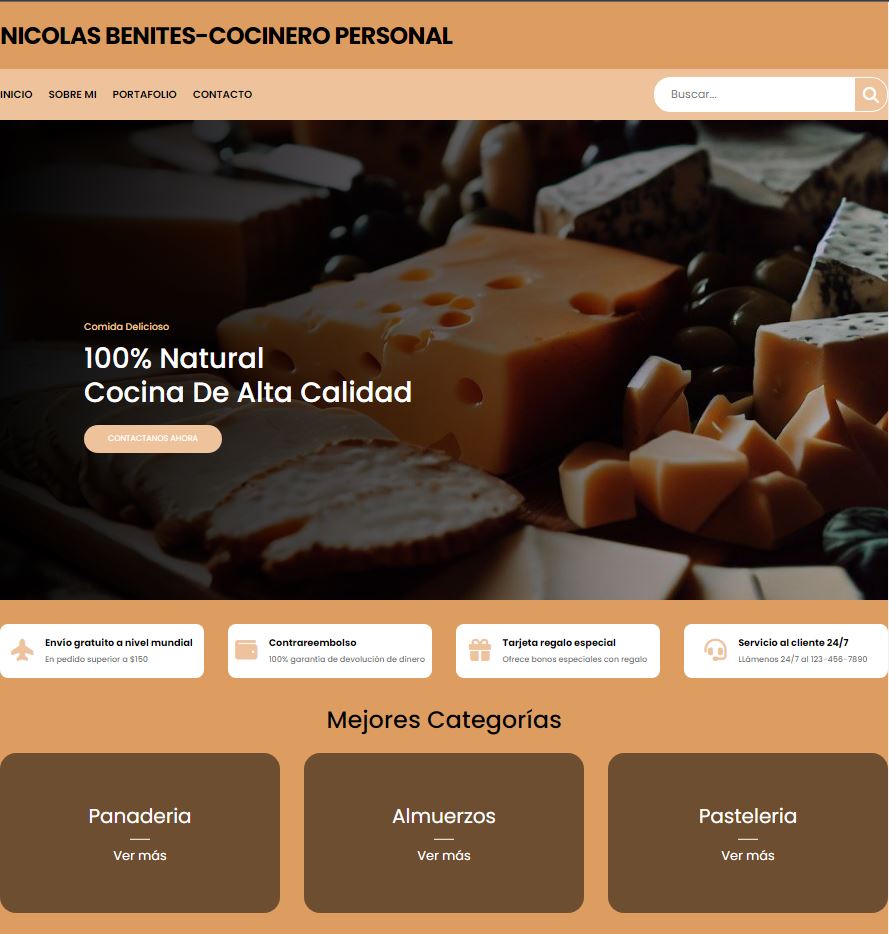 NICOLAS BENITES-COCINERO PERSONAL
INICIO SOBRE MI PORTAFOLIO CONTACTO Buscar...
Comida Delicioso
100% Natural
Cocina De Alta Calidad
CONTACTANOS AHORA
Envío gratuito a nivel mundial
En pedido superior a $150
Contrareembolso
100% garantía de devolución de dinero
Tarjeta regalo especial
Ofrece bonos especiales con regalo
Servicio al cliente 24/7
LLámenos 24/7 al 123-456-7890
Mejores Categorías
Panaderia
Ver más
Almuerzos
Ver más
Pasteleria
Ver más